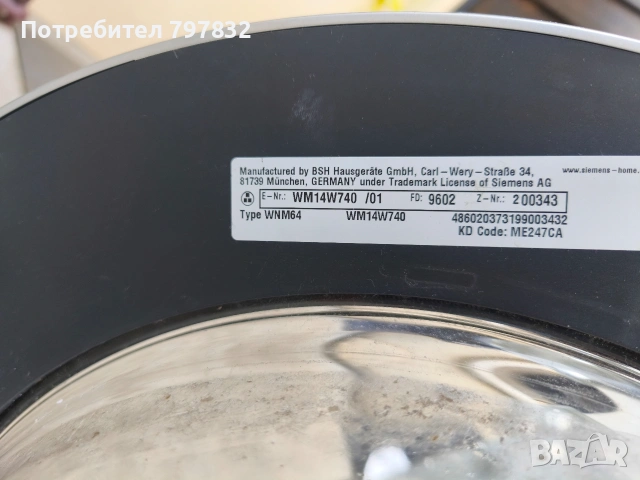 Потребител 797832
Manufactured by BSH Hausgeräte GmbH, Carl-Wery-Straße 34, www.siemens-home.
81739 München, GERMANY under Trademark License of Siemens AG
E-Nr.: WM14W740 /01 FD: 9602 Z-Nr.: 200343
Type WNM64 WM14W740 486020373199003432
KD Code: ME247CA
BAZAR